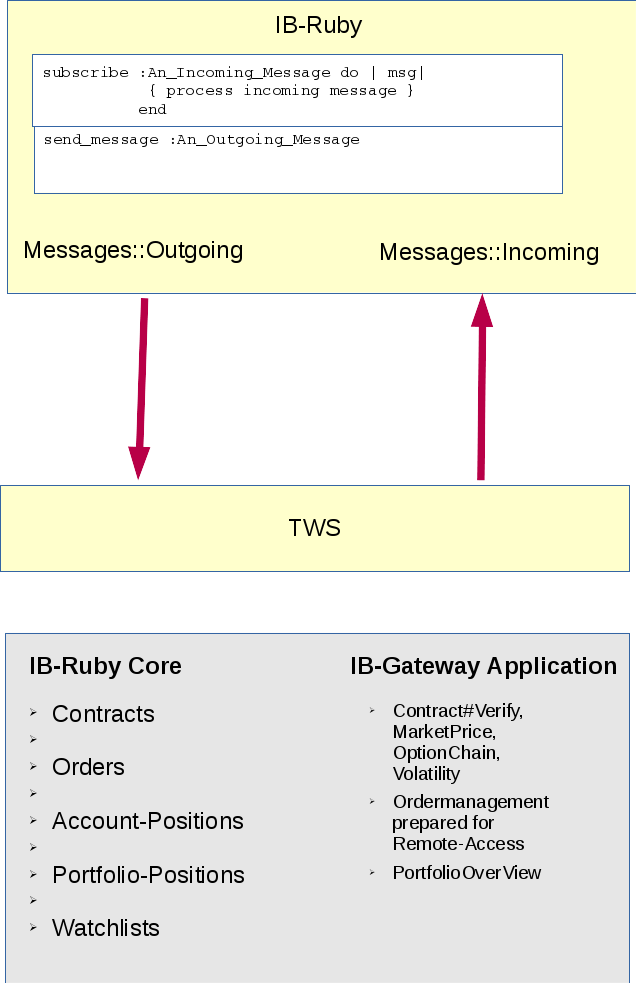 IB-Ruby
subscribe :An_Incoming_Message do | msg|
{ process incoming message }
end
send_message :An_Outgoing_Message
Messages::Outgoing
Messages::Incoming
TWS
IB-Ruby Core
Contracts
Orders
Account-Positions
Portfolio-Positions
Watchlists
IB-Gateway Application
Contract#Verify,
MarketPrice,
OptionChain,
Volatility
Ordermanagement
prepared for
Remote-Access
PortfolioOverView